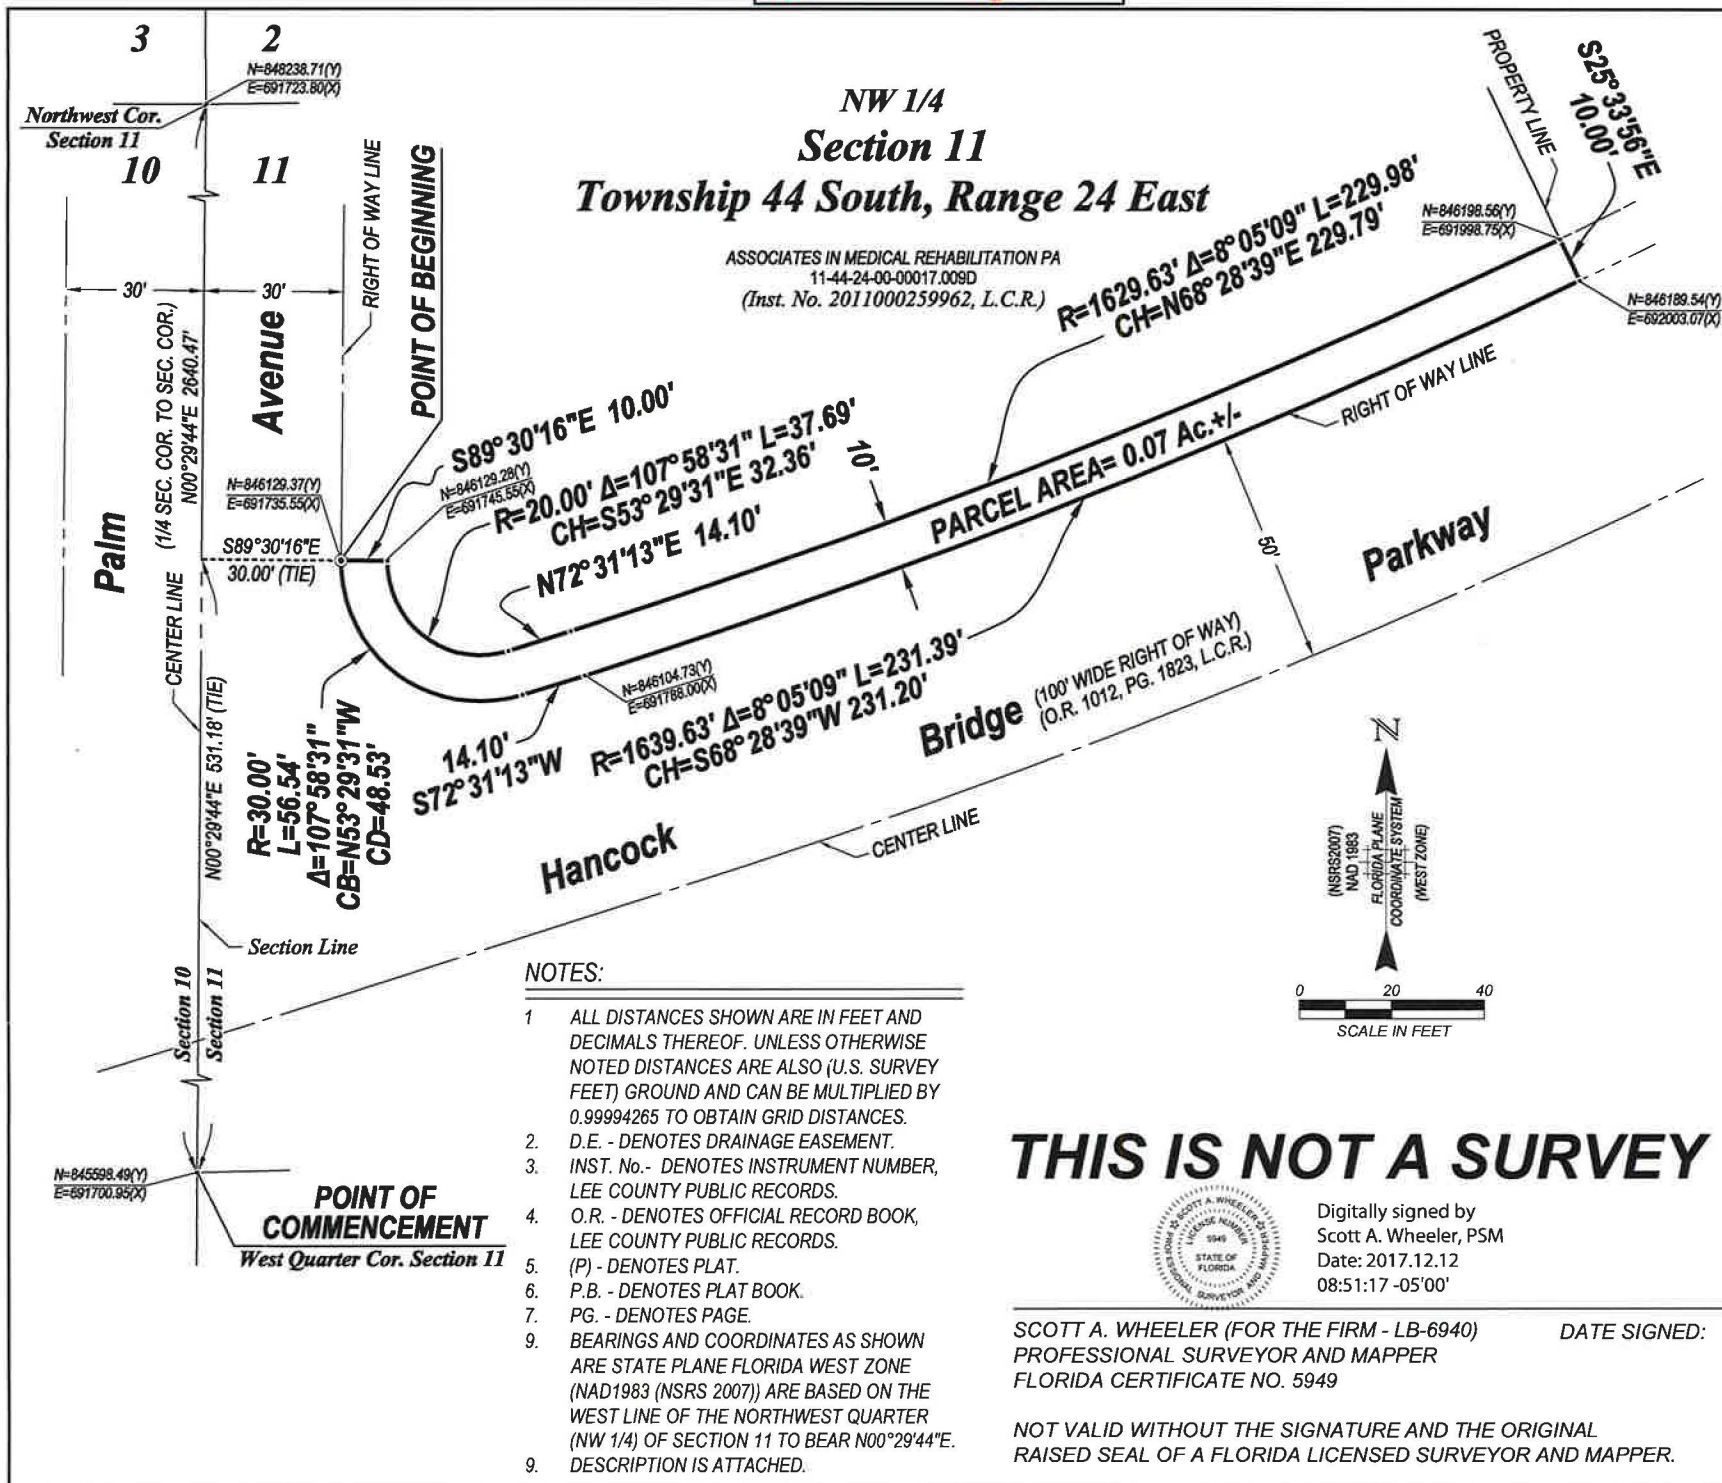 3
2
N=848238.71(Y)
E=691723.80(X)
Northwest Cor.
Section 11
10
11
NW 1/4
Section 11
Township 44 South, Range 24 East
ASSOCIATES IN MEDICAL REHABILITATION PA
11-44-24-00-00017.009D
(Inst. No. 2011000259962, L.C.R.)
PROPERTY LINE
S25°33'56"E
10.00'
N=846198.56(Y)
E=691998.75(X)
N=846189.54(Y)
E=692003.07(X)
R=1629.63' Δ=8°05'09" L=229.98'
CH=N68°28'39"E 229.79'
RIGHT OF WAY LINE
POINT OF BEGINNING
30'
30'
Palm
Avenue
(1/4 SEC. COR. TO SEC. COR.)
N00°29'44"E 2640.47'
S89°30'16"E 10.00'
N=846129.28(Y)
E=691745.55(X)
R=20.00' Δ=107°58'31" L=37.69'
CH=S53°29'31"E 32.36'
N72°31'13"E 14.10'
10'
PARCEL AREA= 0.07 Ac.+/-
RIGHT OF WAY LINE
N=846129.37(Y)
E=691735.55(X)
S89°30'16"E
30.00' (TIE)
CENTER LINE
N00°29'44"E 531.18' (TIE)
R=30.00'
L=56.54'
Δ=107°58'31"
CB=N53°29'31"W
CD=48.53'
14.10'
S72°31'13"W
N=846104.73(Y)
E=691788.00(X)
R=1639.63' Δ=8°05'09" L=231.39'
CH=S68°28'39"W 231.20'
50'
Hancock
Bridge
Parkway
(100' WIDE RIGHT OF WAY)
(O.R. 1012, PG. 1823, L.C.R.)
CENTER LINE
Section Line
Section 10
Section 11
N=845598.49(Y)
E=691700.95(X)
POINT OF
COMMENCEMENT
West Quarter Cor. Section 11
N
(NSRS2007)
NAD 1983
FLORIDA PLANE
COORDINATE SYSTEM
(WEST ZONE)
0 20 40
SCALE IN FEET
NOTES:
1 ALL DISTANCES SHOWN ARE IN FEET AND
DECIMALS THEREOF. UNLESS OTHERWISE
NOTED DISTANCES ARE ALSO (U.S. SURVEY
FEET) GROUND AND CAN BE MULTIPLIED BY
0.99994265 TO OBTAIN GRID DISTANCES.
2. D.E. - DENOTES DRAINAGE EASEMENT.
3. INST. No.- DENOTES INSTRUMENT NUMBER,
LEE COUNTY PUBLIC RECORDS.
4. O.R. - DENOTES OFFICIAL RECORD BOOK,
LEE COUNTY PUBLIC RECORDS.
5. (P) - DENOTES PLAT.
6. P.B. - DENOTES PLAT BOOK.
7. PG. - DENOTES PAGE.
9. BEARINGS AND COORDINATES AS SHOWN
ARE STATE PLANE FLORIDA WEST ZONE
(NAD1983 (NSRS 2007)) ARE BASED ON THE
WEST LINE OF THE NORTHWEST QUARTER
(NW 1/4) OF SECTION 11 TO BEAR N00°29'44"E.
9. DESCRIPTION IS ATTACHED.
THIS IS NOT A SURVEY
SCOTT A. WHEELER
LICENSE NUMBER
5949
STATE OF
FLORIDA
PROFESSIONAL SURVEYOR AND MAPPER
Digitally signed by
Scott A. Wheeler, PSM
Date: 2017.12.12
08:51:17 -05'00'
SCOTT A. WHEELER (FOR THE FIRM - LB-6940)
DATE SIGNED:
PROFESSIONAL SURVEYOR AND MAPPER
FLORIDA CERTIFICATE NO. 5949
NOT VALID WITHOUT THE SIGNATURE AND THE ORIGINAL
RAISED SEAL OF A FLORIDA LICENSED SURVEYOR AND MAPPER.